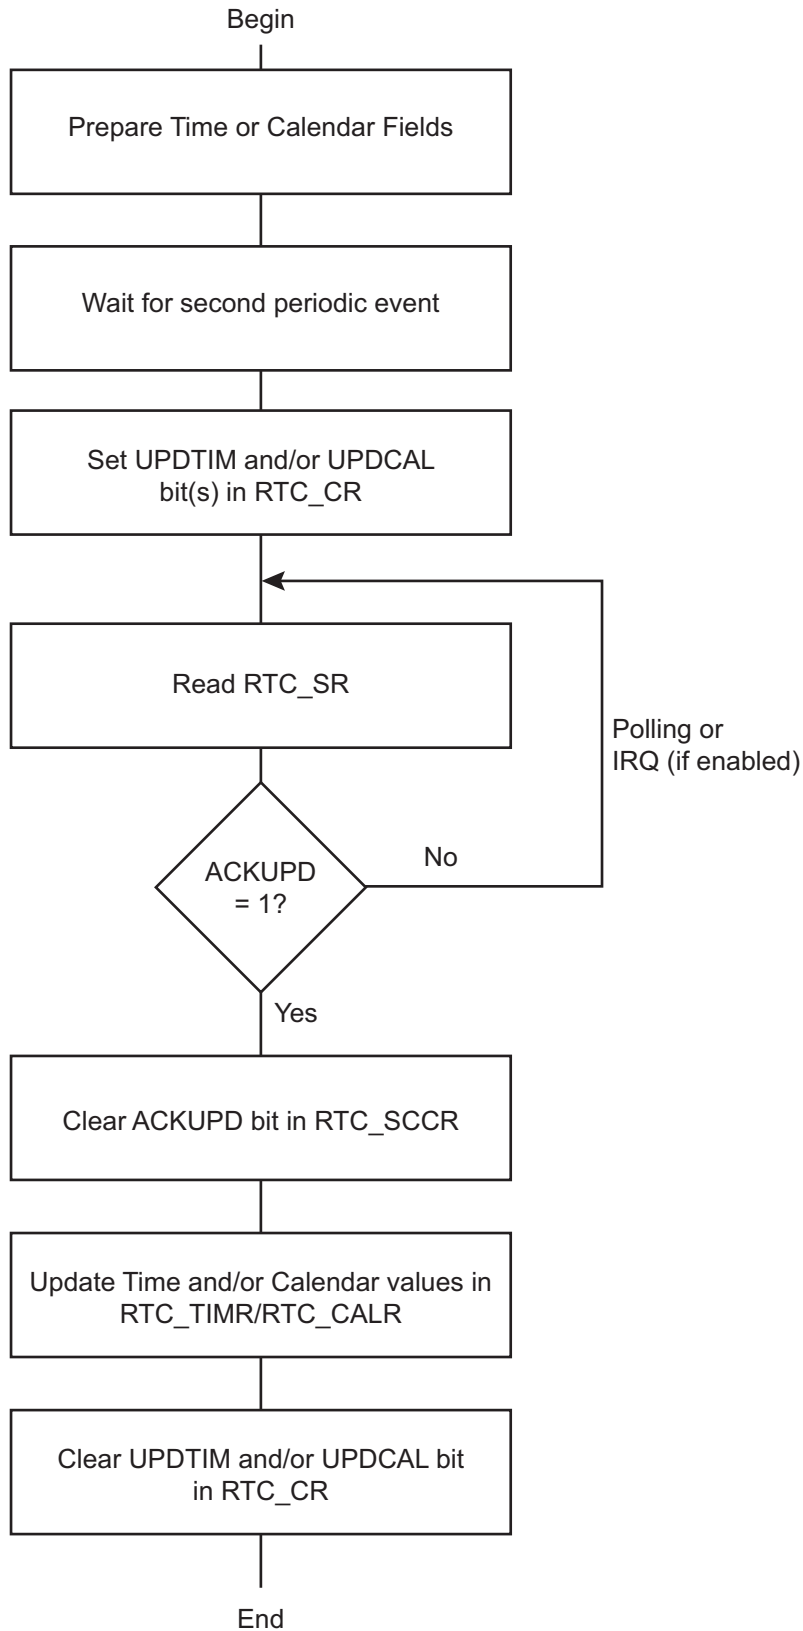 Begin
Prepare Time or Calendar Fields
Wait for second periodic event
Set UPDTIM and/or UPDCAL
bit(s) in RTC_CR
Read RTC_SR
Polling or
IRQ (if enabled)
No
ACKUPD
= 1?
Yes
Clear ACKUPD bit in RTC_SCCR
Update Time and/or Calendar values in
RTC_TIMR/RTC_CALR
Clear UPDTIM and/or UPDCAL bit
in RTC_CR
End